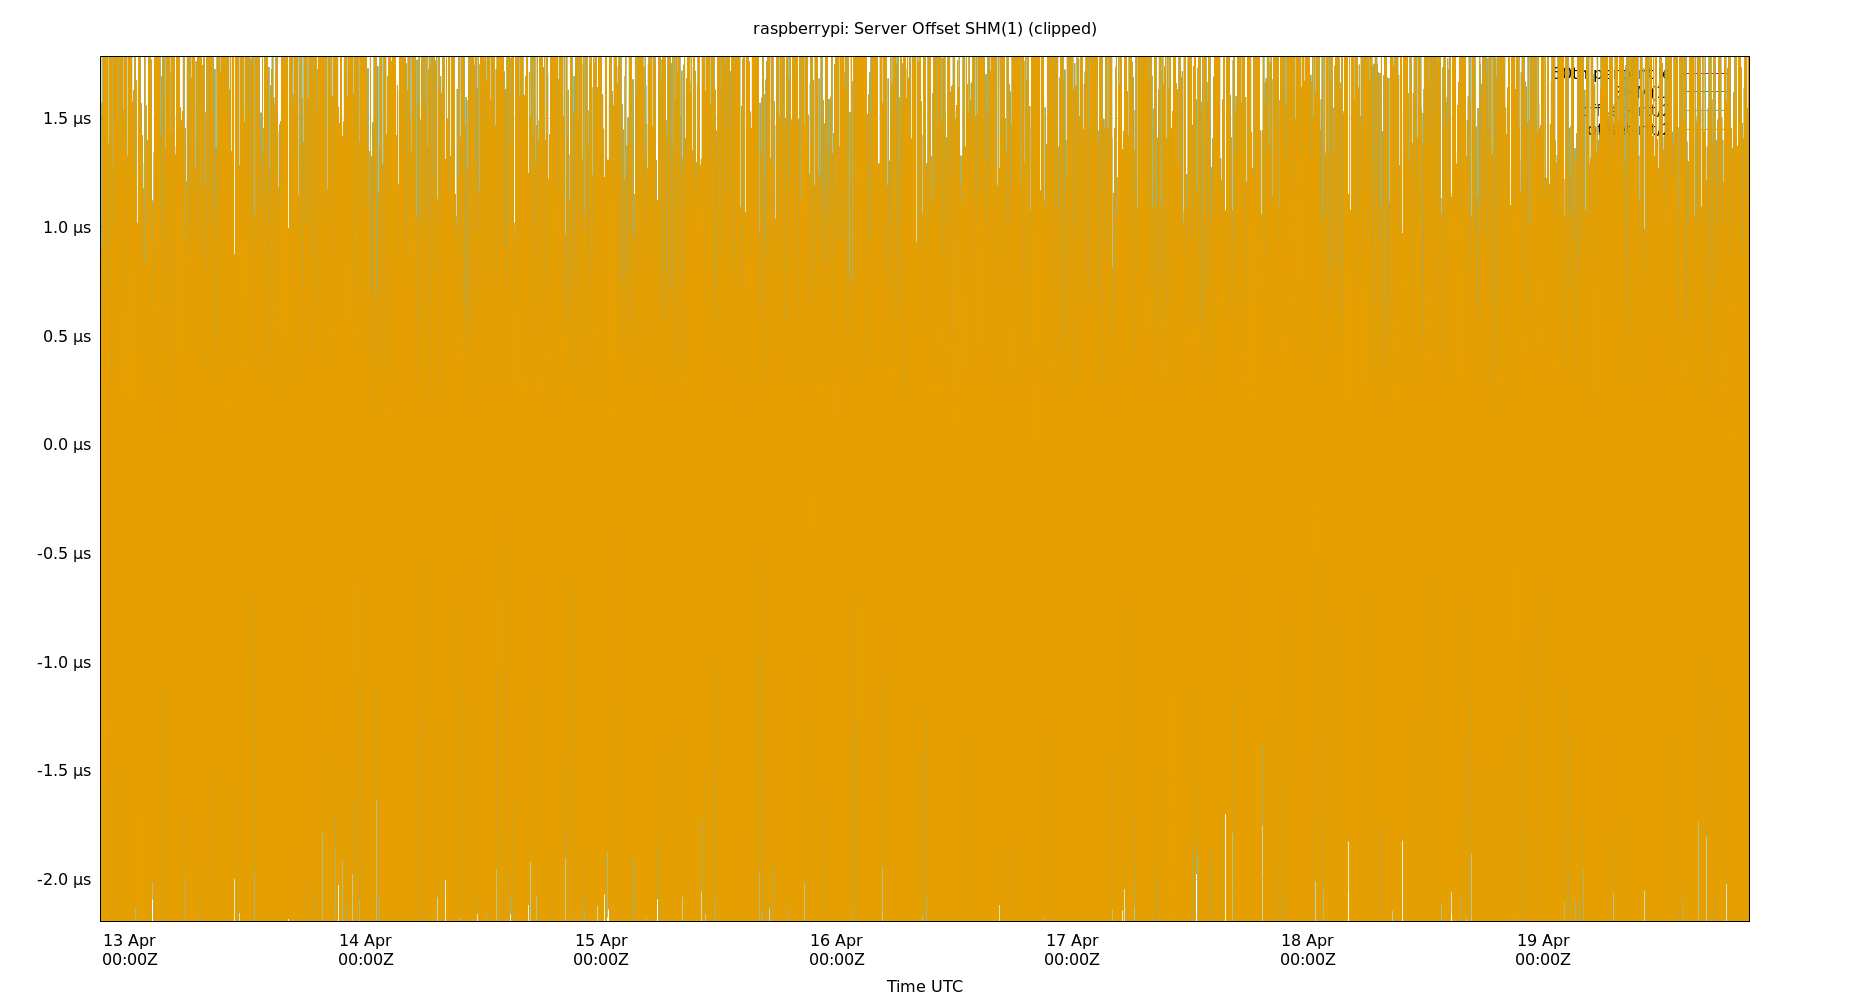 raspberrypi: Server Offset SHM(1) (clipped)
1.5 µs
1.0 µs
0.5 µs
0.0 µs
-0.5 µs
-1.0 µs
-1.5 µs
-2.0 µs
13 Apr 14 Apr 15 Apr 16 Apr 17 Apr 18 Apr 19 Apr
00:00Z 00:00Z 00:00Z 00:00Z 00:00Z 00:00Z 00:00Z
Time UTC